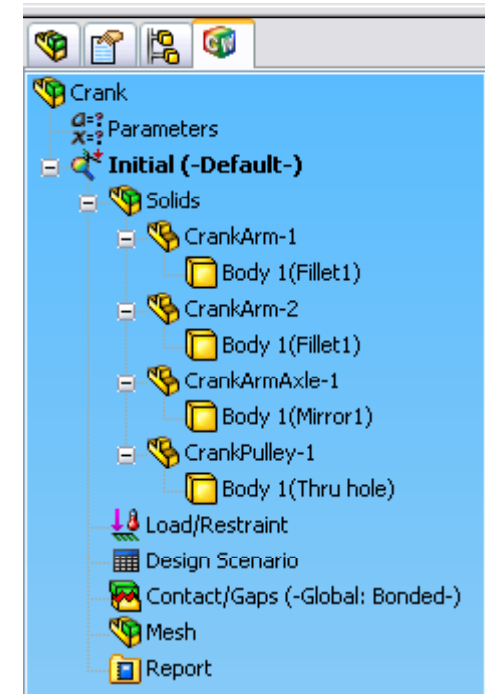 CW
Crank
a=?
x=? Parameters
Initial (-Default-)
Solids
CrankArm-1
Body 1(Fillet1)
CrankArm-2
Body 1(Fillet1)
CrankArmAxle-1
Body 1(Mirror1)
CrankPulley-1
Body 1(Thru hole)
Load/Restraint
Design Scenario
Contact/Gaps (-Global: Bonded-)
Mesh
Report